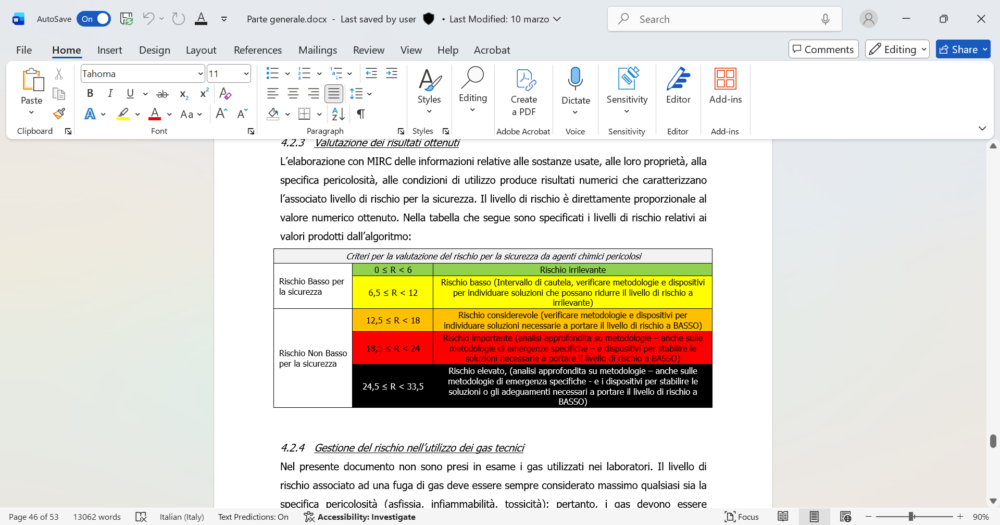 AutoSave On Parte generale.docx - Last saved by user • Last Modified: 10 marzo Search
File Home Insert Design Layout References Mailings Review View Help Acrobat Comments Editing Share
Paste
Clipboard
Tahoma 11
B I U ab x₂ x²
A A Aa A A
Font
Paragraph
Styles
Styles
Editing
Create
a PDF
Adobe Acrobat
Dictate
Voice
Sensitivity
Sensitivity
Editor
Editor
Add-ins
Add-ins
4.2.3 Valutazione dei risultati ottenuti
L’elaborazione con MIRC delle informazioni relative alle sostanze usate, alle loro proprietà, alla
specifica pericolosità, alle condizioni di utilizzo produce risultati numerici che caratterizzano
l’associato livello di rischio per la sicurezza. Il livello di rischio è direttamente proporzionale al
valore numerico ottenuto. Nella tabella che segue sono specificati i livelli di rischio relativi ai
valori prodotti dall’algoritmo:
Criteri per la valutazione del rischio per la sicurezza da agenti chimici pericolosi
Rischio Basso per
la sicurezza
0 ≤ R < 6
Rischio irrilevante
6,5 ≤ R < 12
Rischio basso (Intervallo di cautela, verificare metodologie e dispositivi
per individuare soluzioni che possano ridurre il livello di rischio a
irrilevante)
Rischio Non Basso
per la sicurezza
12,5 ≤ R < 18
Rischio considerevole (verificare metodologie e dispositivi per
individuare soluzioni necessarie a portare il livello di rischio a BASSO)
18,5 ≤ R < 24
Rischio importante (analisi approfondita su metodologie – anche sulle
metodologie di emergenze specifiche – e dispositivi per stabilire le
soluzioni necessarie a portare il livello di rischio a BASSO)
24,5 ≤ R < 33,5
Rischio elevato, (analisi approfondita su metodologie – anche sulle
metodologie di emergenza specifiche - e i dispositivi per stabilire le
soluzioni o gli adeguamenti necessari a portare il livello di rischio a
BASSO)
4.2.4 Gestione del rischio nell’utilizzo dei gas tecnici
Nel presente documento non sono presi in esame i gas utilizzati nei laboratori. Il livello di
rischio associato ad una fuga di gas deve essere sempre considerato massimo qualsiasi sia la
specifica pericolosità (asfissia, infiammabilità, tossicità); pertanto, i gas devono essere
Page 46 of 53 13062 words Italian (Italy) Text Predictions: On Accessibility: Investigate Focus 90%